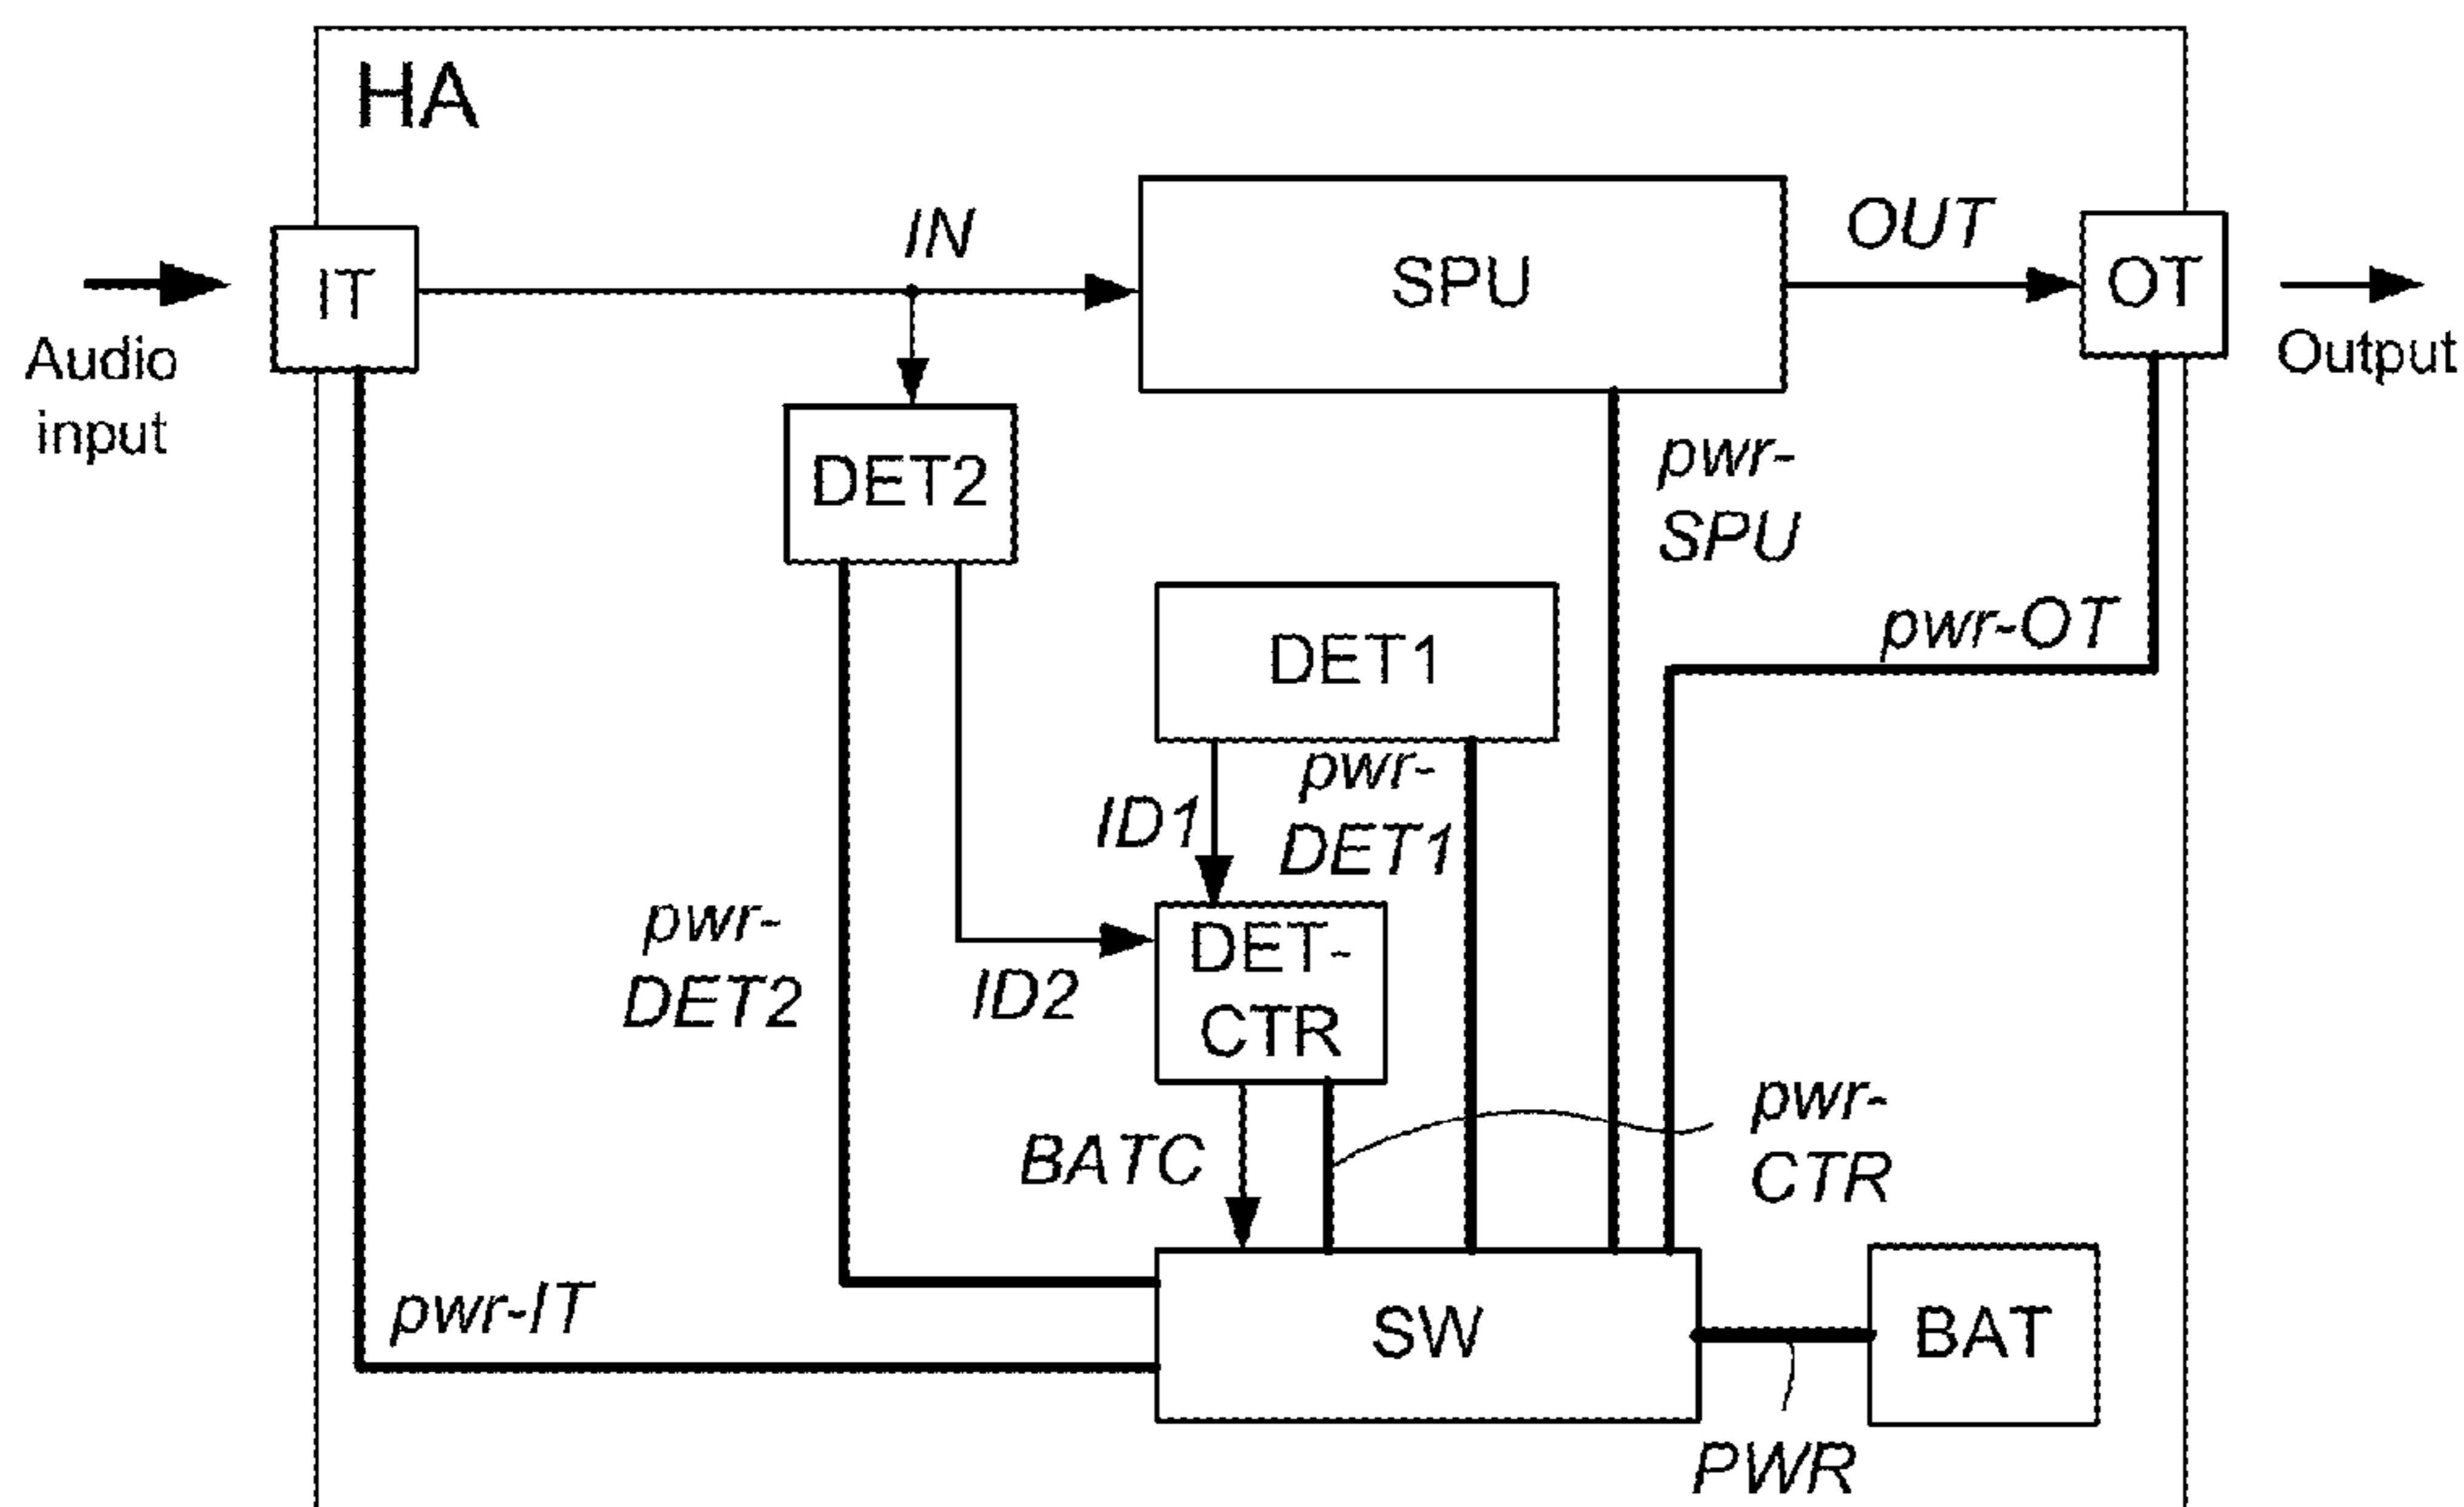 HA
IN
OUT
IT
SPU
OT
Audio
input
Output
DET2
pwr-
SPU
DET1
pwr-OT
pwr-
DET1
ID1
pwr-
DET2
ID2
DET-
CTR
BATC
pwr-
CTR
pwr-IT
SW
BAT
PWR